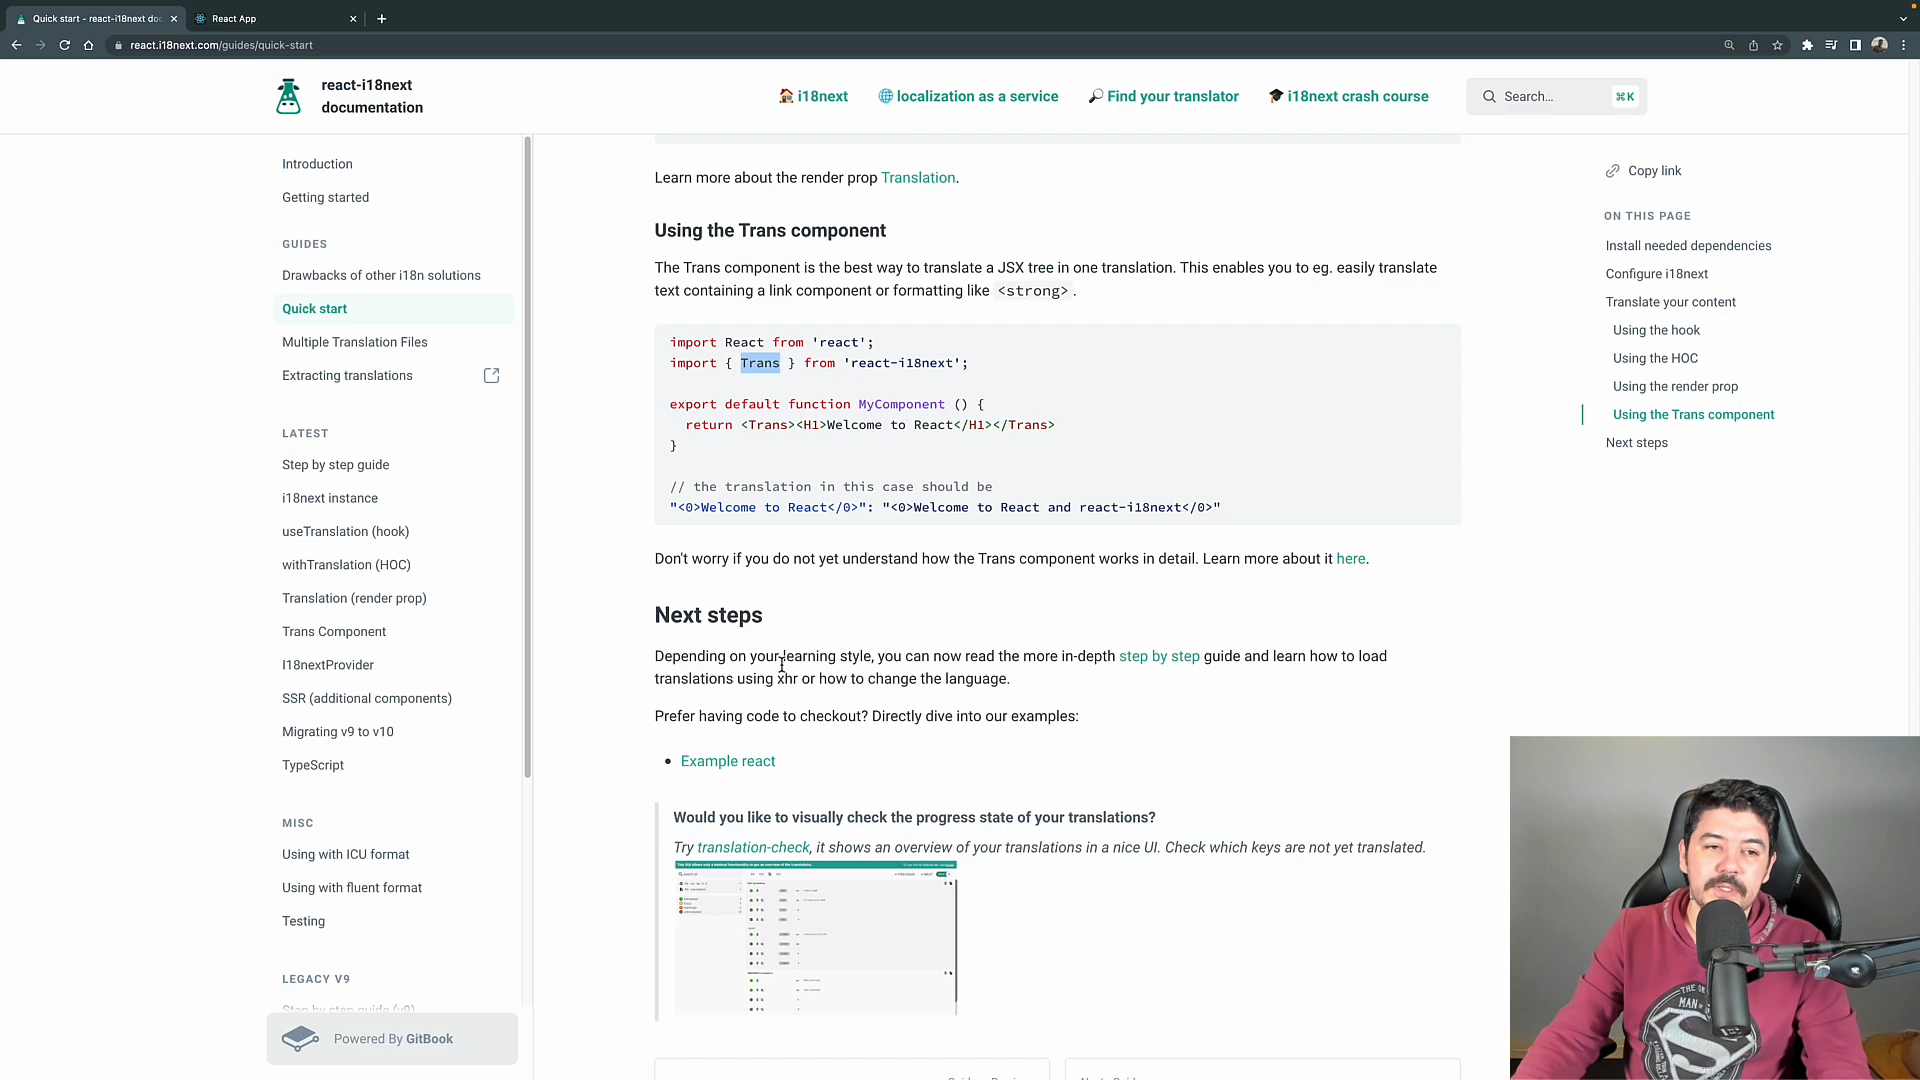 Quick start - react-i18next doc
React App
react.i18next.com/guides/quick-start
react-i18next
documentation
i18next
localization as a service
Find your translator
i18next crash course
Search...
⌘K
Introduction
Getting started
GUIDES
Drawbacks of other i18n solutions
Quick start
Multiple Translation Files
Extracting translations
LATEST
Step by step guide
i18next instance
useTranslation (hook)
withTranslation (HOC)
Translation (render prop)
Trans Component
I18nextProvider
SSR (additional components)
Migrating v9 to v10
TypeScript
MISC
Using with ICU format
Using with fluent format
Testing
LEGACY V9
Step by step guide (v9)
Powered By GitBook
Learn more about the render prop Translation.
Using the Trans component
The Trans component is the best way to translate a JSX tree in one translation. This enables you to eg. easily translate
text containing a link component or formatting like <strong>.
import React from 'react';
import { Trans } from 'react-i18next';
export default function MyComponent () {
return <Trans><H1>Welcome to React</H1></Trans>
}
// the translation in this case should be
"<0>Welcome to React</0>": "<0>Welcome to React and react-i18next</0>"
Don't worry if you do not yet understand how the Trans component works in detail. Learn more about it here.
Next steps
Depending on your learning style, you can now read the more in-depth step by step guide and learn how to load
translations using xhr or how to change the language.
Prefer having code to checkout? Directly dive into our examples:
• Example react
Would you like to visually check the progress state of your translations?
Try translation-check, it shows an overview of your translations in a nice UI. Check which keys are not yet translated.
Copy link
ON THIS PAGE
Install needed dependencies
Configure i18next
Translate your content
Using the hook
Using the HOC
Using the render prop
Using the Trans component
Next steps
MAN